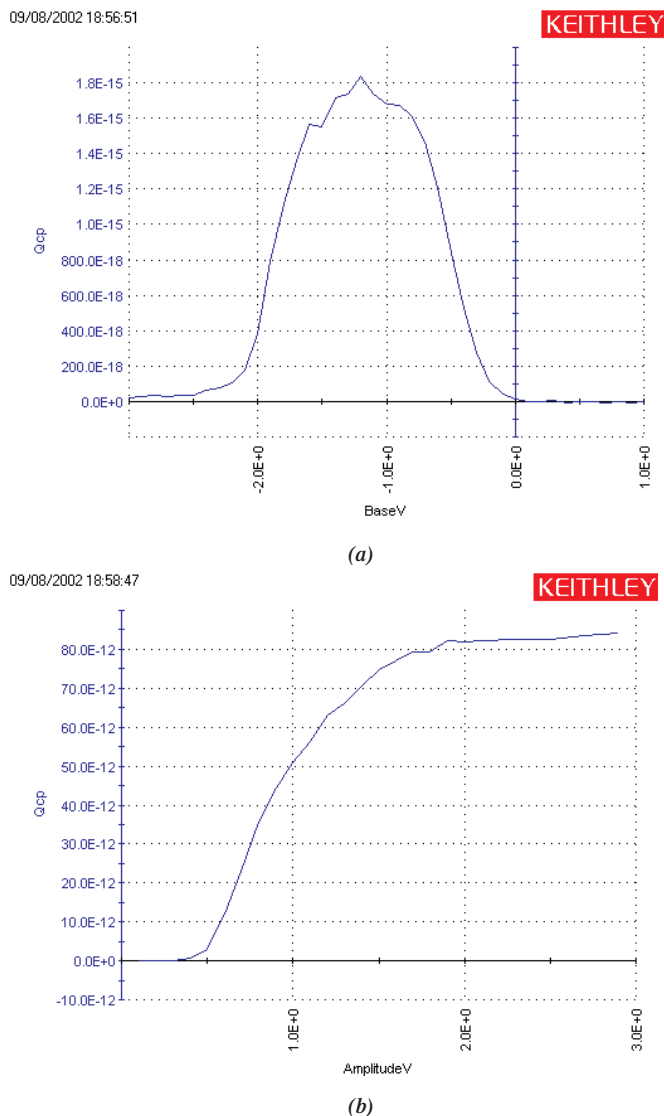 09/08/2002 18:56:51
KEITHLEY
1.8E-15
1.6E-15
1.4E-15
1.2E-15
1.0E-15
800.0E-18
600.0E-18
400.0E-18
200.0E-18
0.0E+0
Qcp
-2.0E+0
-1.0E+0
0.0E+0
1.0E+0
BaseV
(a)
09/08/2002 18:58:47
KEITHLEY
80.0E-12
70.0E-12
60.0E-12
50.0E-12
40.0E-12
30.0E-12
20.0E-12
10.0E-12
0.0E+0
-10.0E-12
Qcp
1.0E+0
2.0E+0
3.0E+0
AmplitudeV
(b)